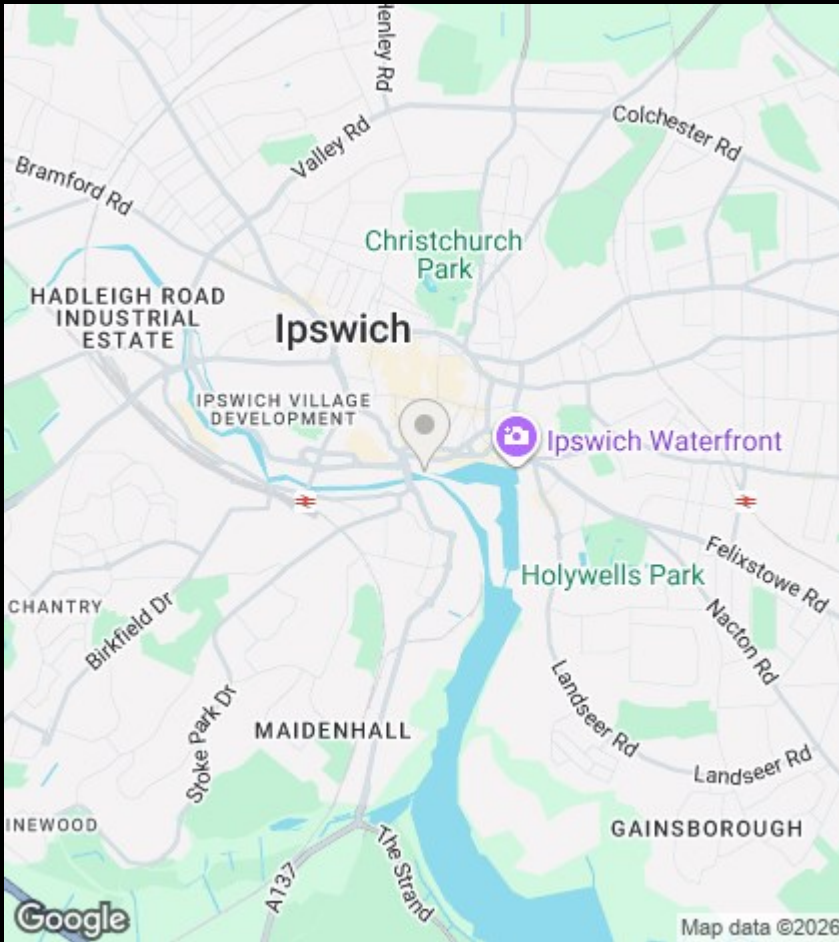 Henley Rd
Colchester Rd
Valley Rd
Bramford Rd
Christchurch
Park
HADLEIGH ROAD
INDUSTRIAL
ESTATE
Ipswich
IPSWICH VILLAGE
DEVELOPMENT
Ipswich Waterfront
Felixstowe Rd
Holywells Park
CHANTRY
Birkfield Dr
Nacton Rd
Stoke Park Dr
Landseer Rd
MAIDENHALL
Landseer Rd
INEWOOD
GAINSBOROUGH
The Strand
A137
Google
Map data ©2026